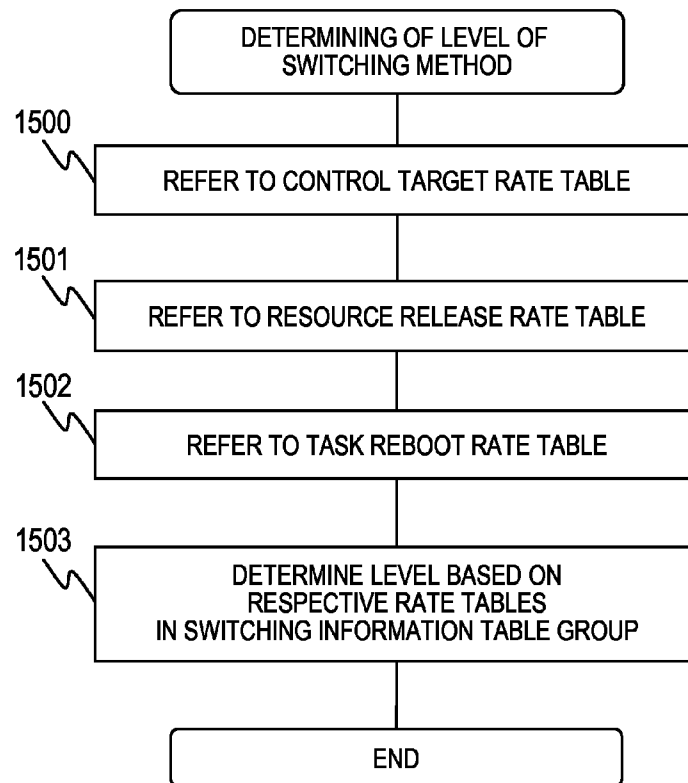 DETERMINING OF LEVEL OF
SWITCHING METHOD
1500
REFER TO CONTROL TARGET RATE TABLE
1501
REFER TO RESOURCE RELEASE RATE TABLE
1502
REFER TO TASK REBOOT RATE TABLE
1503
DETERMINE LEVEL BASED ON
RESPECTIVE RATE TABLES
IN SWITCHING INFORMATION TABLE GROUP
END